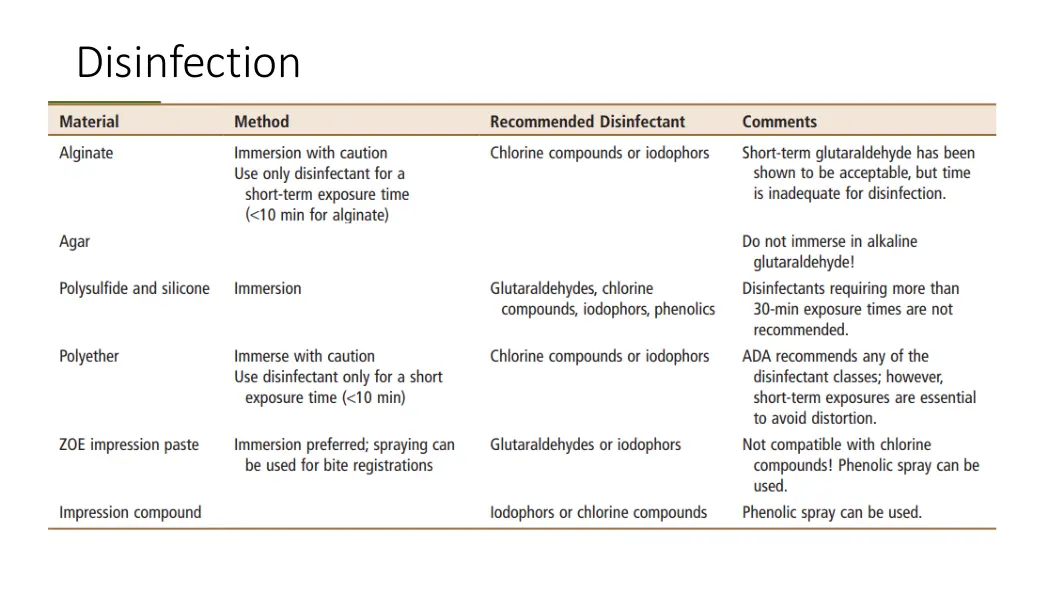 Disinfection
Material Method Recommended Disinfectant Comments
Alginate Immersion with caution Chlorine compounds or iodophors Short-term glutaraldehyde has been
Use only disinfectant for a shown to be acceptable, but time
short-term exposure time is inadequate for disinfection.
(<10 min for alginate)
Agar Do not immerse in alkaline
glutaraldehyde!
Polysulfide and silicone Immersion Glutaraldehydes, chlorine Disinfectants requiring more than
compounds, iodophors, phenolics 30-min exposure times are not
recommended.
Polyether Immerse with caution Chlorine compounds or iodophors ADA recommends any of the
Use disinfectant only for a short disinfectant classes; however,
exposure time (<10 min) short-term exposures are essential
to avoid distortion.
ZOE impression paste Immersion preferred; spraying can Glutaraldehydes or iodophors Not compatible with chlorine
be used for bite registrations compounds! Phenolic spray can be
used.
Impression compound Iodophors or chlorine compounds Phenolic spray can be used.